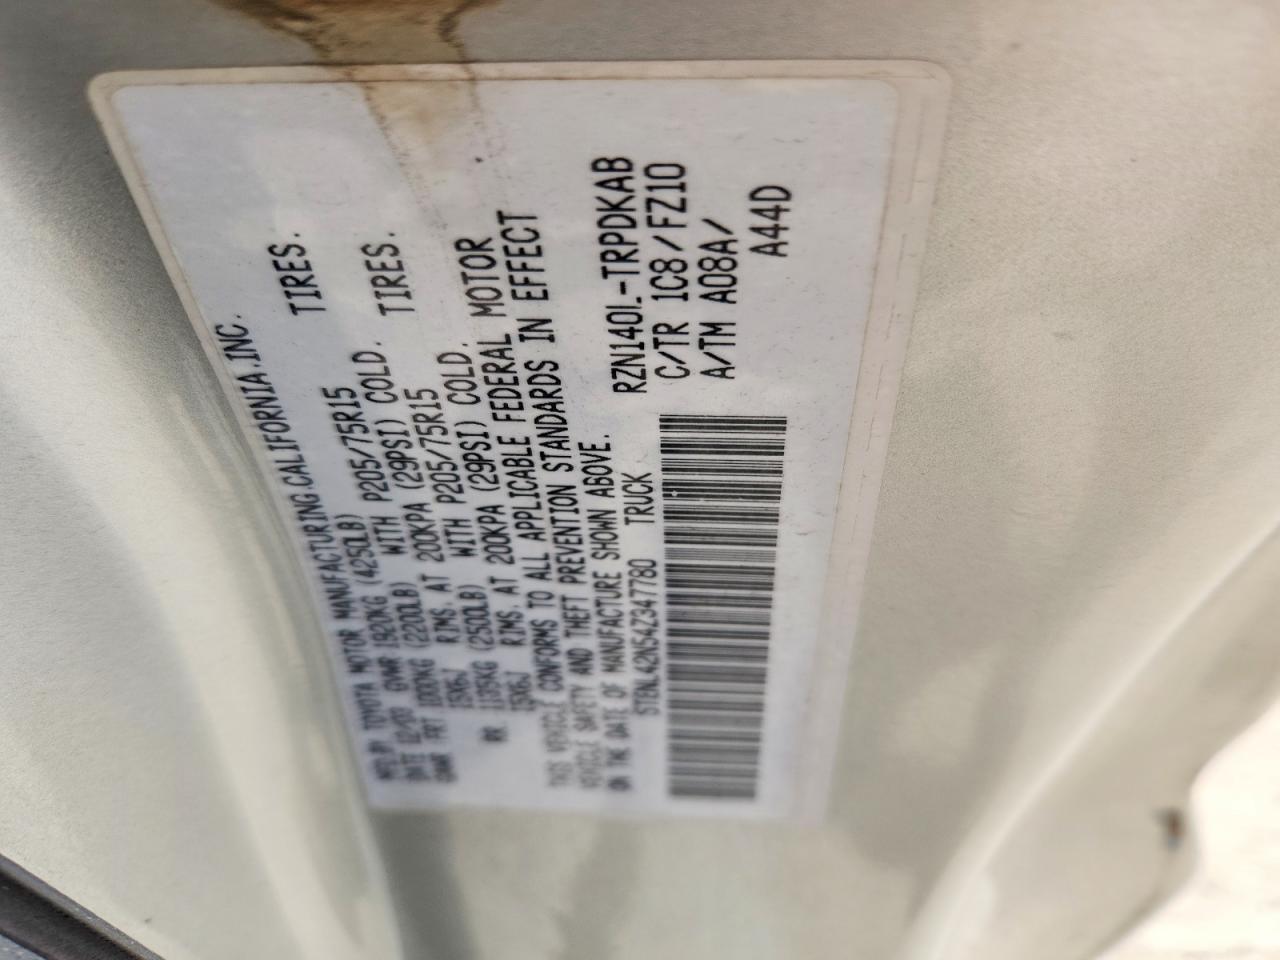 MFD.BY TOYOTA MOTOR MANUFACTURING,CALIFORNIA,INC.
DATE 12/00 GVWR 1920KG (4250LB)
GAWR FRT 1000KG (2200LB) WITH P205/75R15 TIRES.
15X6J RIMS. AT 200KPA (29PSI) COLD.
RR 1135KG (2500LB) WITH P205/75R15 TIRES.
15X6J RIMS. AT 200KPA (29PSI) COLD.
THIS VEHICLE CONFORMS TO ALL APPLICABLE FEDERAL MOTOR
VEHICLE SAFETY AND THEFT PREVENTION STANDARDS IN EFFECT
ON THE DATE OF MANUFACTURE SHOWN ABOVE.
5TENL42N54Z347780 TRUCK
RZN140L-TRPDKAB
C/TR 1C8/FZ10
A/TM A08A/
A44D